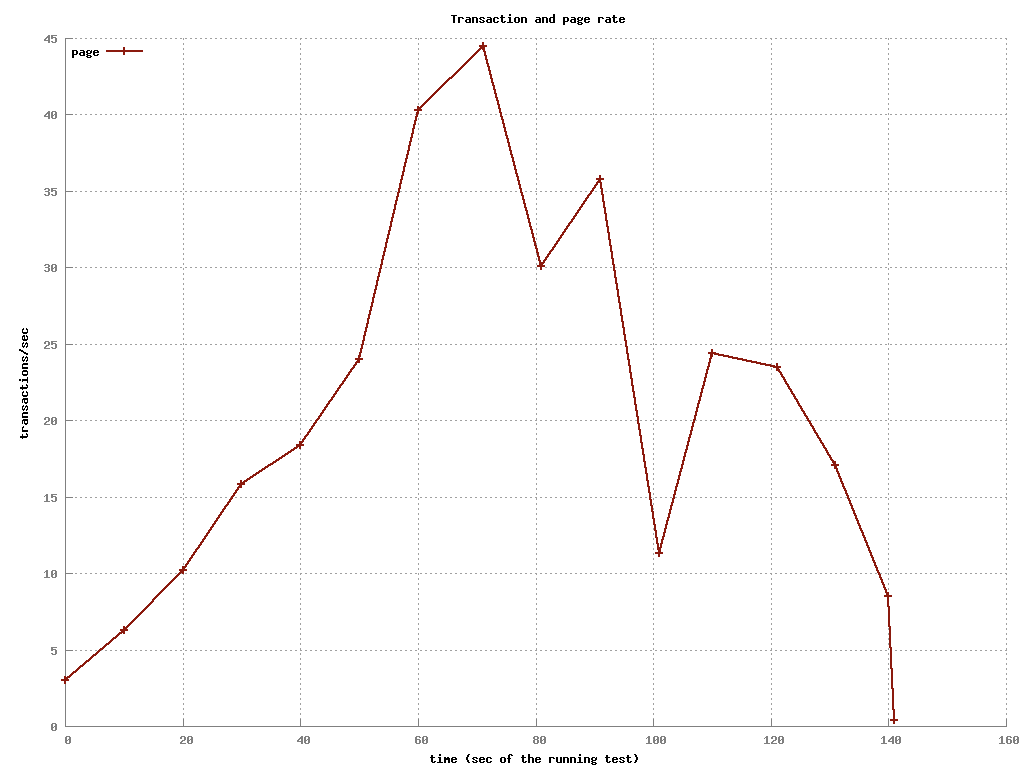 Transaction and page rate
page
45
40
35
30
25
20
15
10
5
0
transactions/sec
0 20 40 60 80 100 120 140 160
time (sec of the running test)